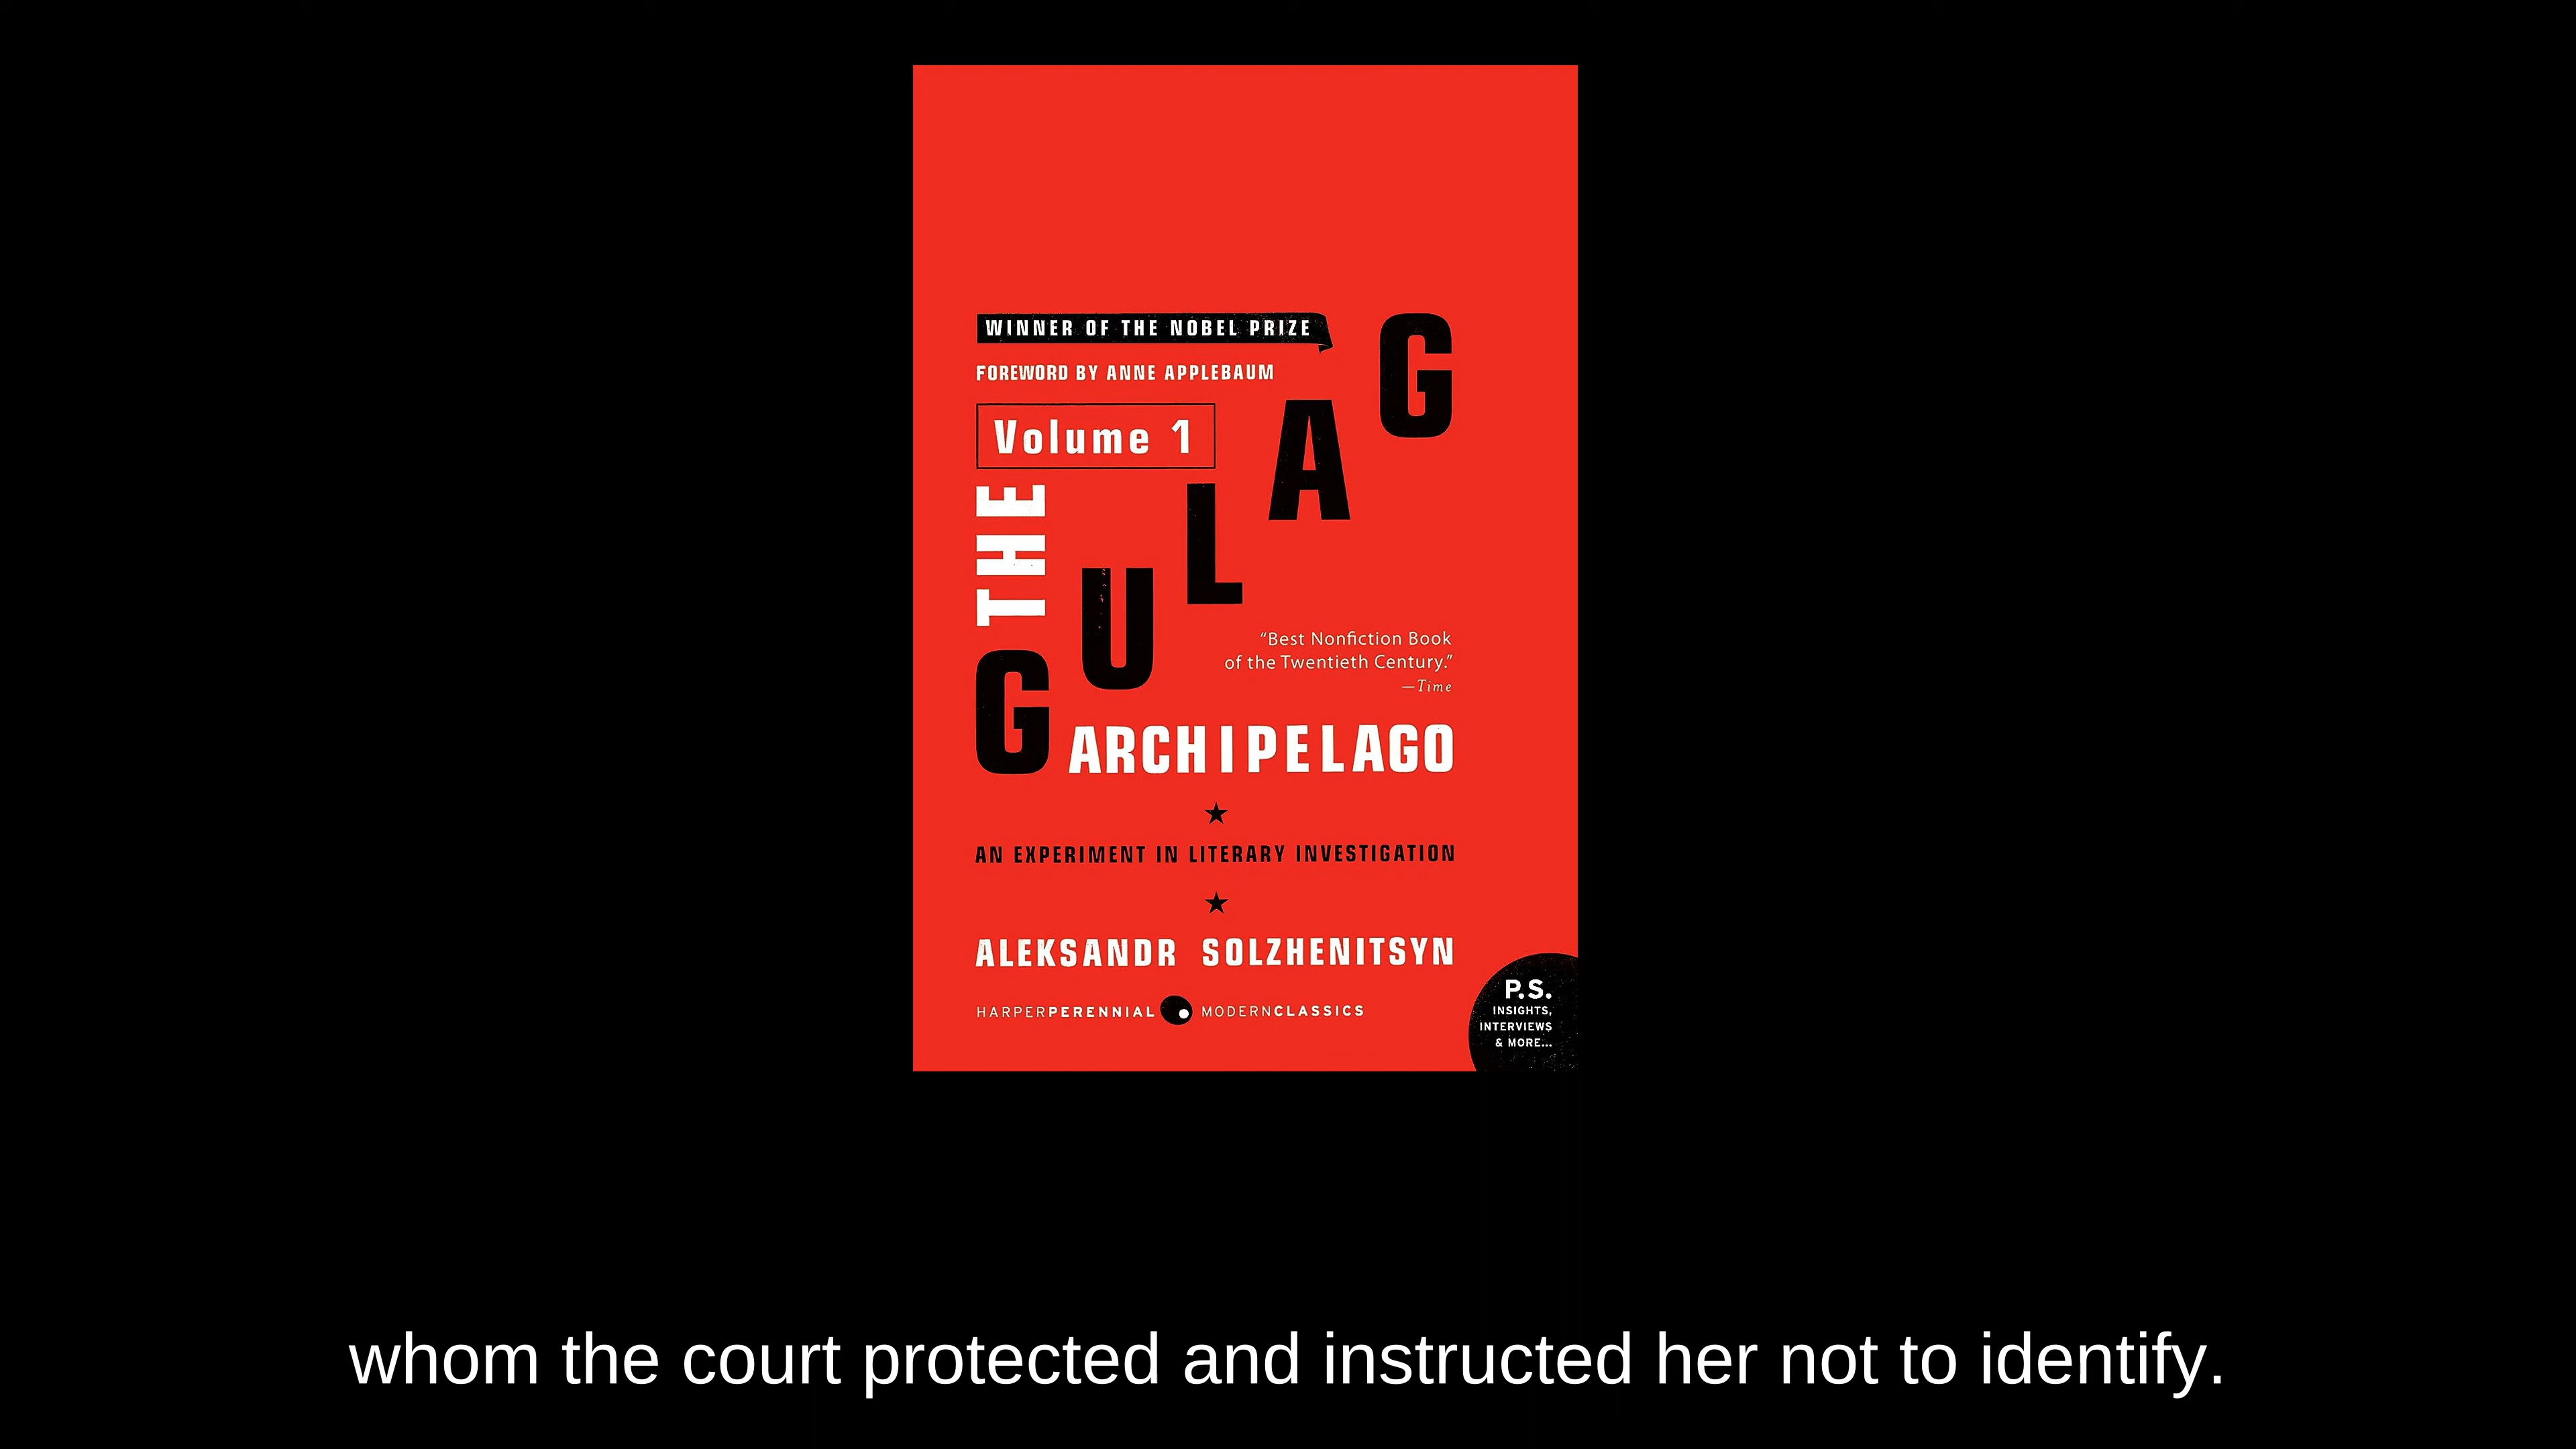 WINNER OF THE NOBEL PRIZE
FOREWORD BY ANNE APPLEBAUM
Volume 1
THE
GULAG
"Best Nonfiction Book
of the Twentieth Century."
—Time
ARCHIPELAGO
AN EXPERIMENT IN LITERARY INVESTIGATION
ALEKSANDR SOLZHENITSYN
HARPERPERENNIAL MODERNCLASSICS
P.S.
INSIGHTS,
INTERVIEWS
& MORE...
whom the court protected and instructed her not to identify.